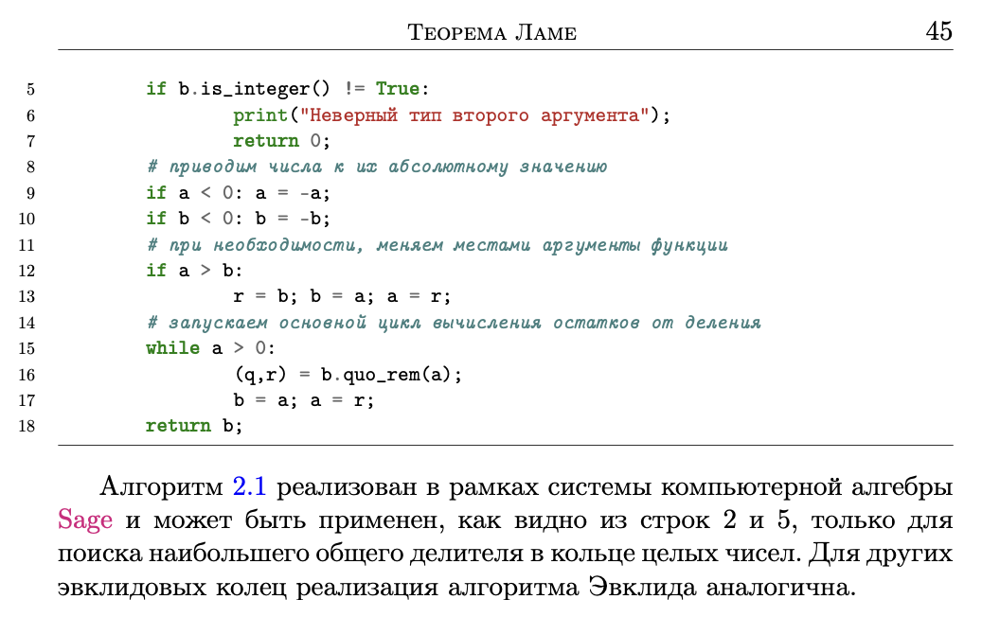 Теорема Ламе 45
5 if b.is_integer() != True:
6 print("Неверный тип второго аргумента");
7 return 0;
8 # приводим числа к их абсолютному значению
9 if a < 0: a = -a;
10 if b < 0: b = -b;
11 # при необходимости, меняем местами аргументы функции
12 if a > b:
13 r = b; b = a; a = r;
14 # запускаем основной цикл вычисления остатков от деления
15 while a > 0:
16 (q,r) = b.quo_rem(a);
17 b = a; a = r;
18 return b;
Алгоритм 2.1 реализован в рамках системы компьютерной алгебры
Sage и может быть применен, как видно из строк 2 и 5, только для
поиска наибольшего общего делителя в кольце целых чисел. Для других
эвклидовых колец реализация алгоритма Эвклида аналогична.